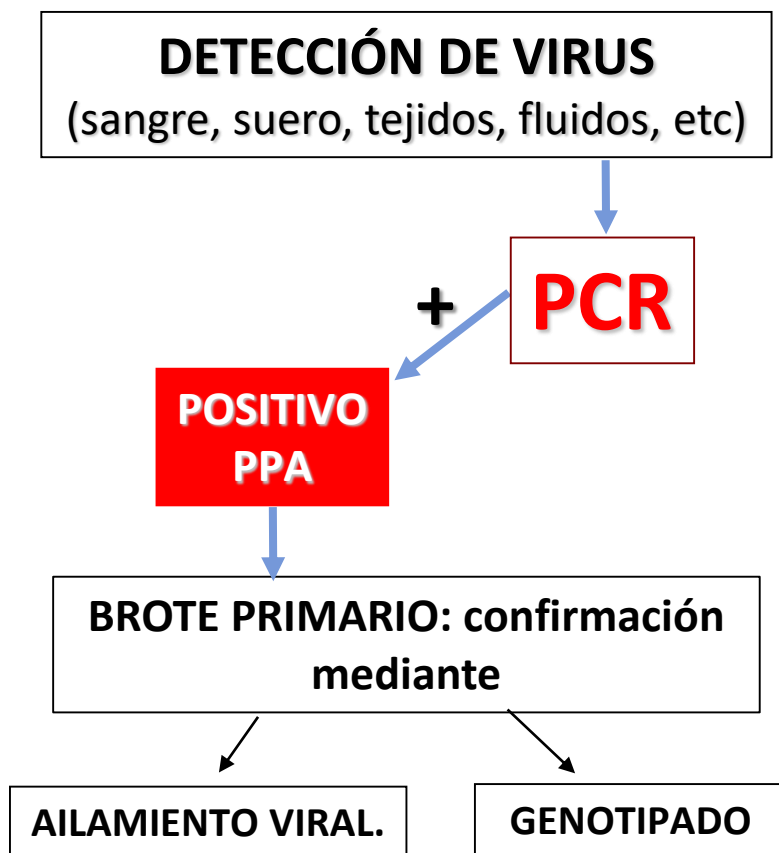 DETECCIÓN DE VIRUS
(sangre, suero, tejidos, fluidos, etc)
PCR
+
POSITIVO
PPA
BROTE PRIMARIO: confirmación
mediante
AILAMIENTO VIRAL.
GENOTIPADO